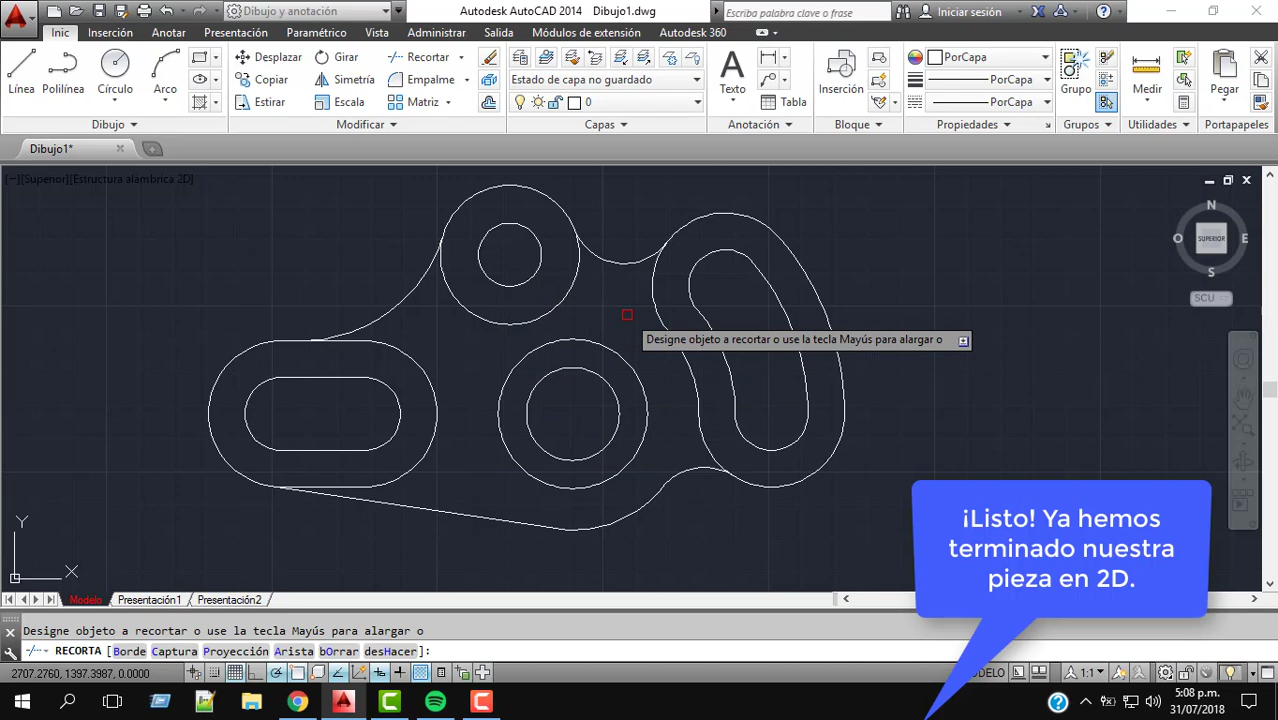 Dibujo y anotación
Autodesk AutoCAD 2014 Dibujo1.dwg
Escriba palabra clave o frase
Iniciar sesión
Inic Inserción Anotar Presentación Paramétrico Vista Administrar Salida Módulos de extensión Autodesk 360
Línea Polilínea Círculo Arco
Desplazar Girar Recortar
Copiar Simetría Empalme
Estirar Escala Matriz
Estado de capa no guardado
0
Texto
Tabla
Inserción
PorCapa
PorCapa
PorCapa
Grupo
Medir
Pegar
Dibujo Modificar Capas Anotación Bloque Propiedades Grupos Utilidades Portapapeles
Dibujo1*
[−][Superior][Estructura alámbrica 2D]
N
O SUPERIOR E
S
SCU
Designe objeto a recortar o use la tecla Mayús para alargar o
¡Listo! Ya hemos
terminado nuestra
pieza en 2D.
Y
X
Modelo Presentación1 Presentación2
Designe objeto a recortar o use la tecla Mayús para alargar o
RECORTA [Borde Captura Proyección Arista bOrrar desHacer]:
2707.2760, 1397.3987, 0.0000
MODELO
1:1
5:08 p.m.
31/07/2018